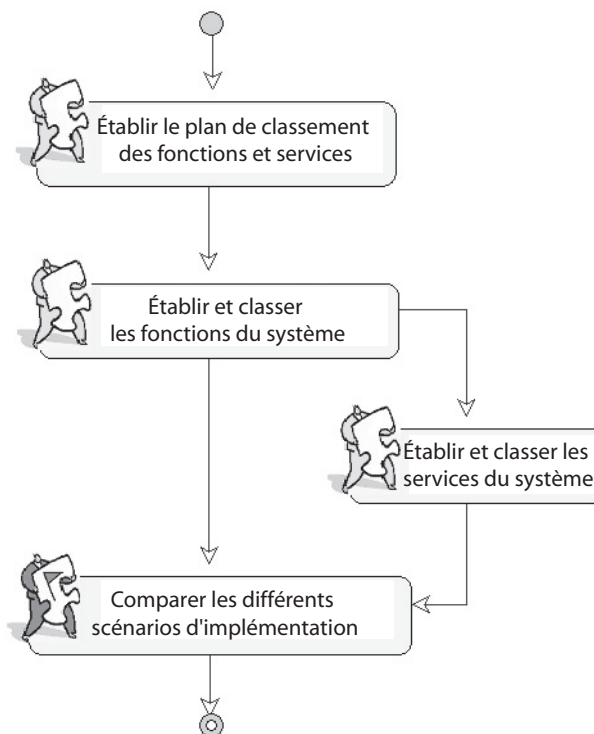 Établir le plan de classement
des fonctions et services
Établir et classer
les fonctions du système
Établir et classer les
services du système
Comparer les différents
scénarios d'implémentation